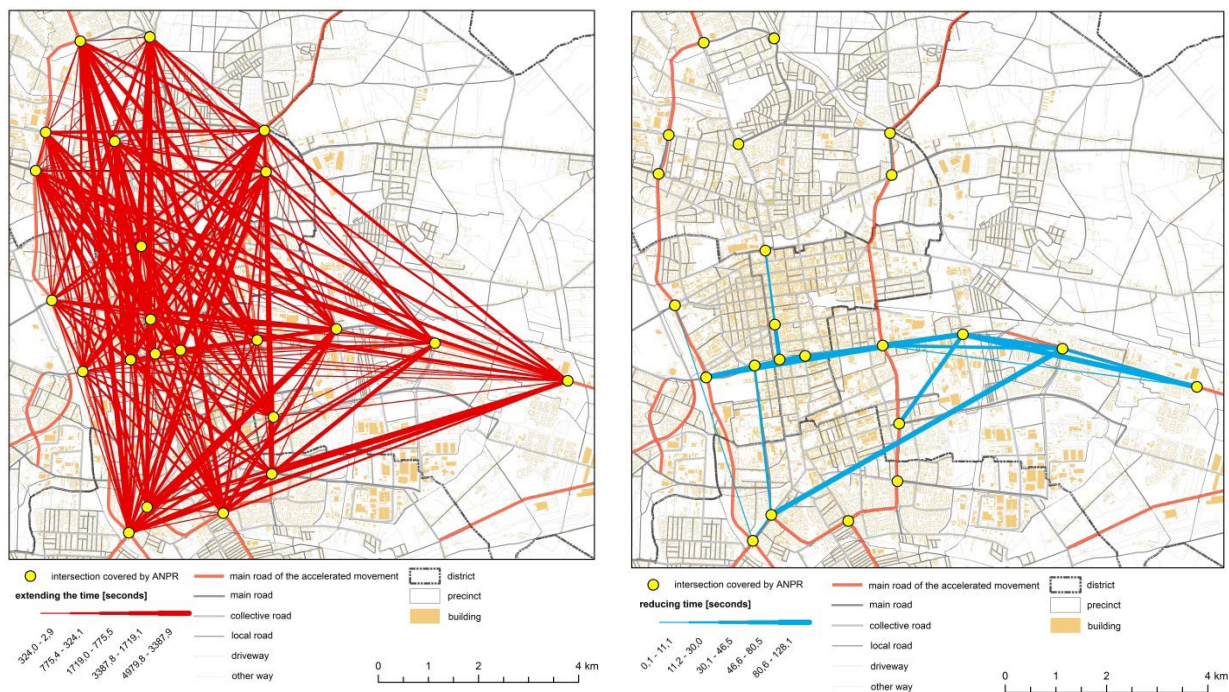 intersection covered by ANPR
extending the time [seconds]
324,0 - 2,9
775,4 - 324,1
1719,0 - 775,5
3387,8 - 1719,1
4979,8 - 3387,9
main road of the accelerated movement
main road
collective road
local road
driveway
other way
district
precinct
building
0 1 2 4 km
intersection covered by ANPR
reducing time [seconds]
0,1 - 11,1
11,2 - 30,0
30,1 - 46,5
46,6 - 80,5
80,6 - 128,1
main road of the accelerated movement
main road
collective road
local road
driveway
other way
district
precinct
building
0 1 2 4 km